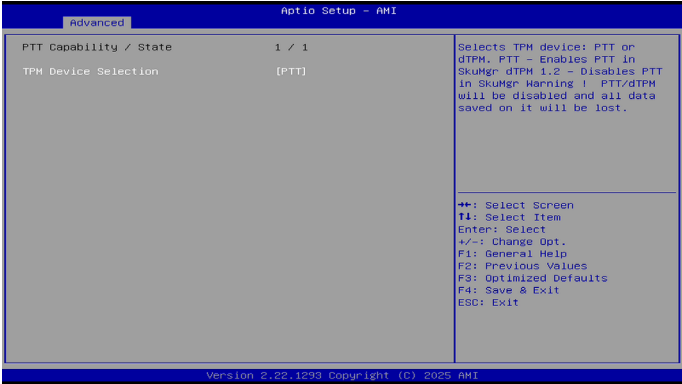 Aptio Setup - AMI
Advanced
PTT Capability / State 1 / 1
TPM Device Selection [PTT]
Selects TPM device: PTT or
dTPM. PTT - Enables PTT in
SkuMgr dTPM 1.2 - Disables PTT
in SkuMgr Warning ! PTT/dTPM
will be disabled and all data
saved on it will be lost.
→←: Select Screen
↑↓: Select Item
Enter: Select
+/-: Change Opt.
F1: General Help
F2: Previous Values
F3: Optimized Defaults
F4: Save & Exit
ESC: Exit
Version 2.22.1293 Copyright (C) 2025 AMI